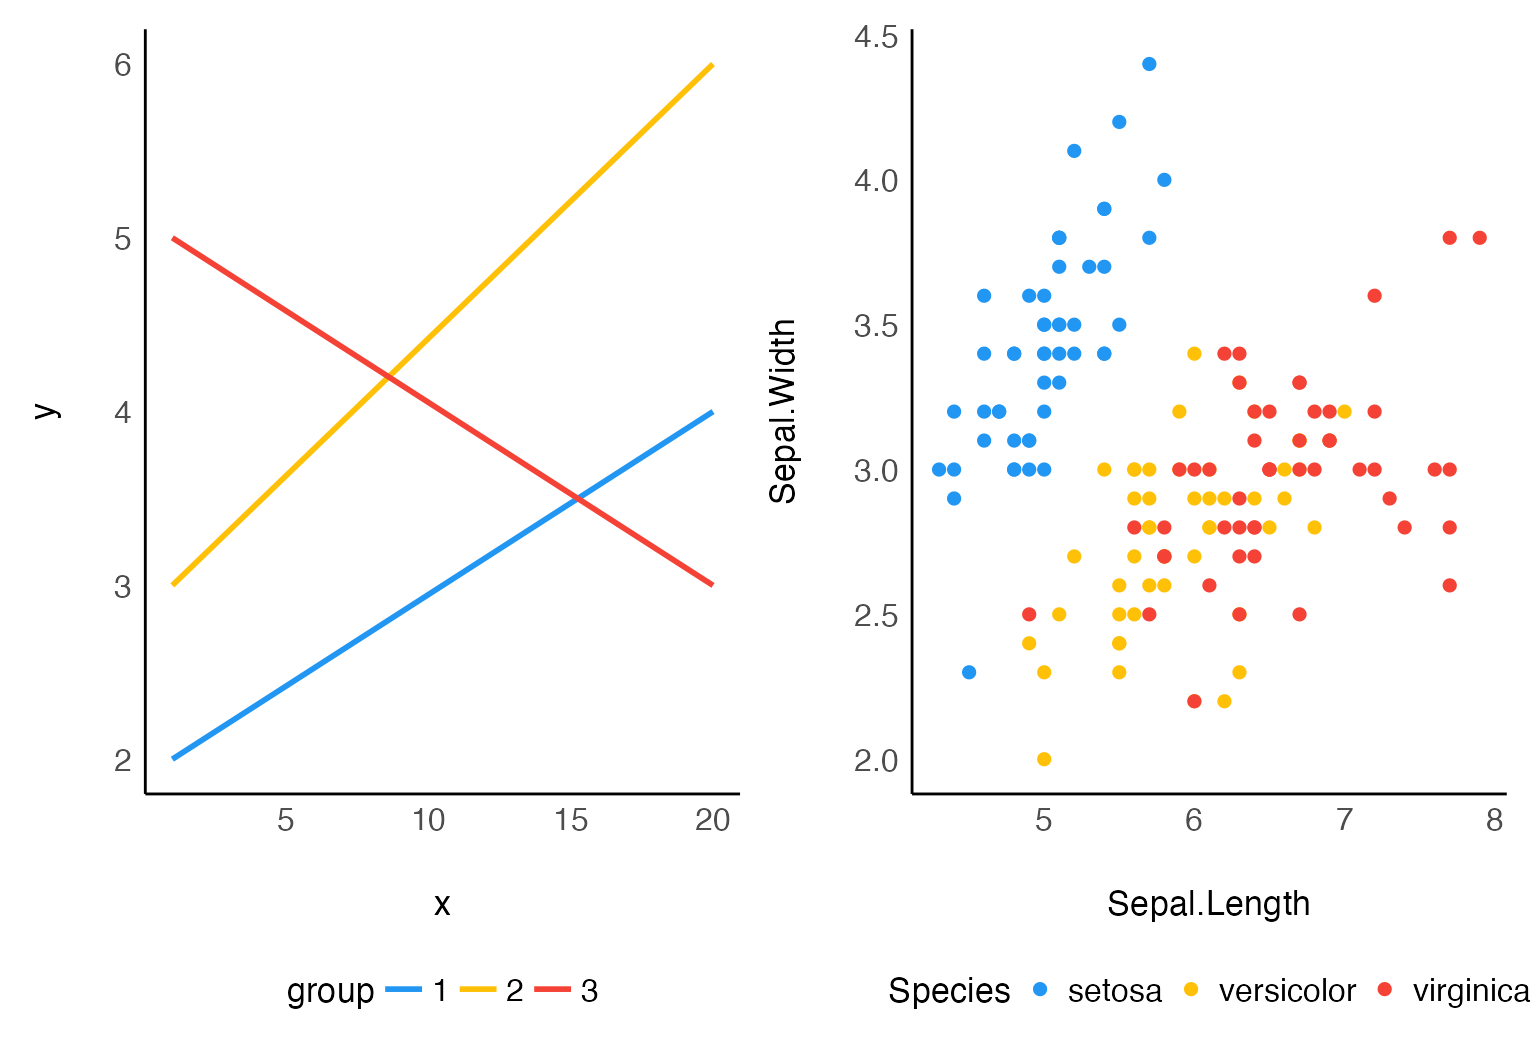 6
5
4
3
2
y
5 10 15 20
x
group 1 2 3
4.5
4.0
3.5
3.0
2.5
2.0
Sepal.Width
5 6 7 8
Sepal.Length
Species setosa versicolor virginica